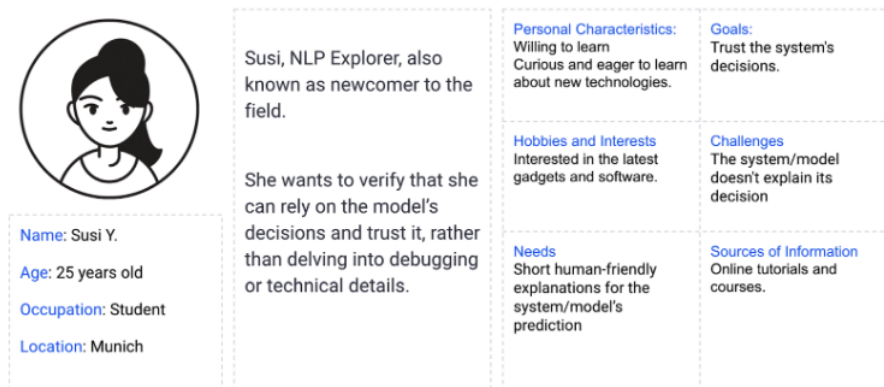 Name: Susi Y.
Age: 25 years old
Occupation: Student
Location: Munich
Susi, NLP Explorer, also
known as newcomer to the
field.
She wants to verify that she
can rely on the model's
decisions and trust it, rather
than delving into debugging
or technical details.
Personal Characteristics:
Willing to learn
Curious and eager to learn
about new technologies.
Goals:
Trust the system's
decisions.
Hobbies and Interests
Interested in the latest
gadgets and software.
Challenges
The system/model
doesn't explain its
decision
Needs
Short human-friendly
explanations for the
system/model's
prediction
Sources of Information
Online tutorials and
courses.